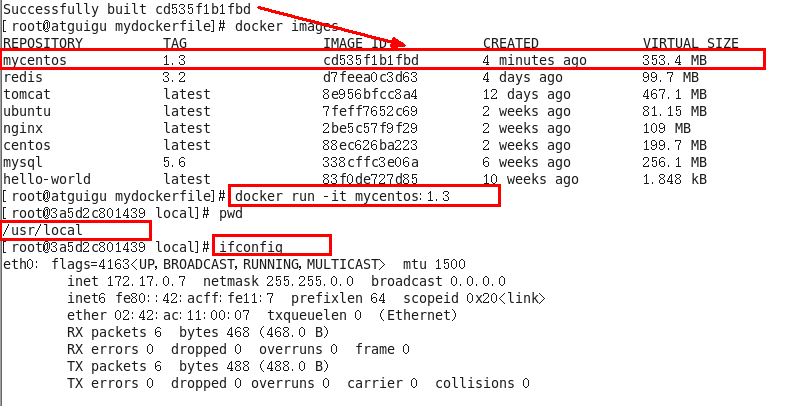 Successfully built cd535f1b1fbd
[root@atguigu mydockerfile]# docker images
REPOSITORY TAG IMAGE ID CREATED VIRTUAL SIZE
mycentos 1.3 cd535f1b1fbd 4 minutes ago 353.4 MB
redis 3.2 d7feea0c3d63 4 days ago 99.7 MB
tomcat latest 8e956bfcc8a4 12 days ago 467.1 MB
ubuntu latest 7feff7652c69 2 weeks ago 81.15 MB
nginx latest 2be5c57f9f29 2 weeks ago 109 MB
centos latest 88ec626ba223 2 weeks ago 199.7 MB
mysql 5.6 338cffc3e06a 6 weeks ago 256.1 MB
hello-world latest 83f0de727d85 10 weeks ago 1.848 kB
[root@atguigu mydockerfile]# docker run -it mycentos:1.3
[root@3a5d2c801439 local]# pwd
/usr/local
[root@3a5d2c801439 local]# ifconfig
eth0: flags=4163<UP,BROADCAST,RUNNING,MULTICAST> mtu 1500
inet 172.17.0.7 netmask 255.255.0.0 broadcast 0.0.0.0
inet6 fe80::42:acff:fe11:7 prefixlen 64 scopeid 0x20<link>
ether 02:42:ac:11:00:07 txqueuelen 0 (Ethernet)
RX packets 6 bytes 468 (468.0 B)
RX errors 0 dropped 0 overruns 0 frame 0
TX packets 6 bytes 488 (488.0 B)
TX errors 0 dropped 0 overruns 0 carrier 0 collisions 0